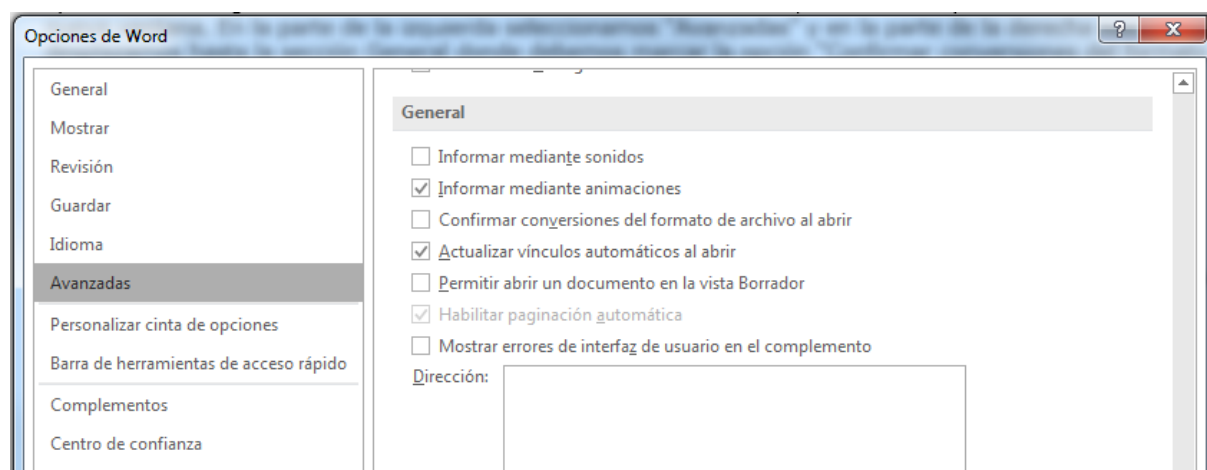 Opciones de Word
General
Mostrar
Revisión
Guardar
Idioma
Avanzadas
Personalizar cinta de opciones
Barra de herramientas de acceso rápido
Complementos
Centro de confianza
General
Informar mediante sonidos
Informar mediante animaciones
Confirmar conversiones del formato de archivo al abrir
Actualizar vínculos automáticos al abrir
Permitir abrir un documento en la vista Borrador
Habilitar paginación automática
Mostrar errores de interfaz de usuario en el complemento
Dirección: